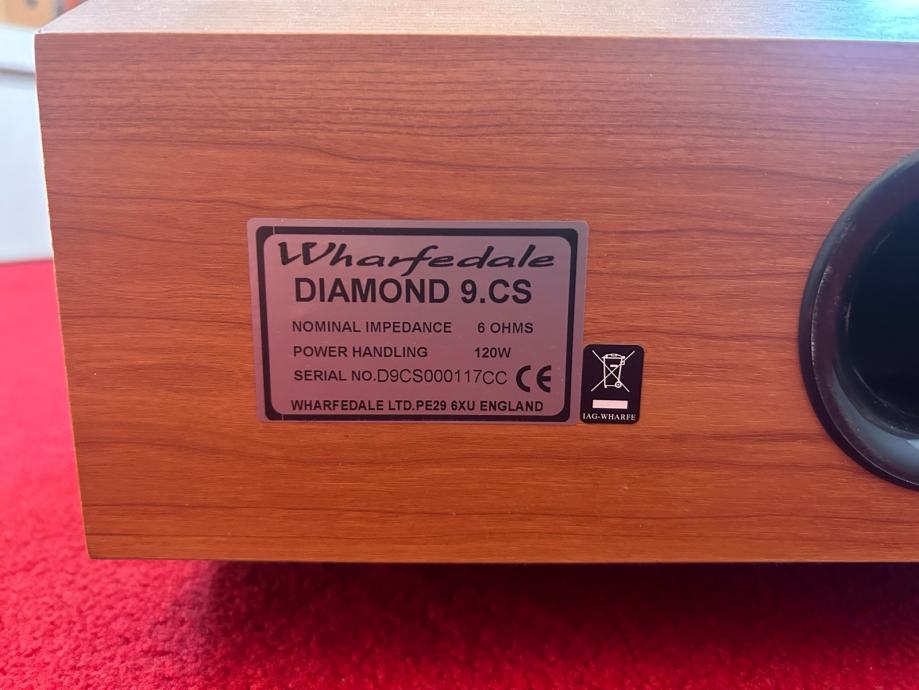 Wharfedale
DIAMOND 9.CS
NOMINAL IMPEDANCE 6 OHMS
POWER HANDLING 120W
SERIAL NO.D9CS000117CC CE
WHARFEDALE LTD.PE29 6XU ENGLAND
IAG-WHARFE